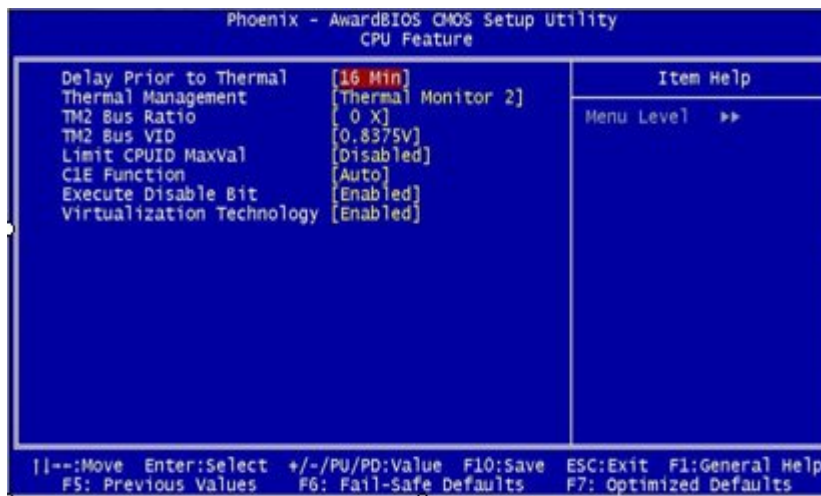 Phoenix - AwardBIOS CMOS Setup Utility
CPU Feature
Delay Prior to Thermal [16 Min]
Thermal Management [Thermal Monitor 2]
TM2 Bus Ratio [ 0 X]
TM2 Bus VID [0.8375V]
Limit CPUID MaxVal [Disabled]
C1E Function [Auto]
Execute Disable Bit [Enabled]
Virtualization Technology [Enabled]
Item Help
Menu Level ▸▸
↑↓→←:Move Enter:Select +/-/PU/PD:Value F10:Save ESC:Exit F1:General Help
F5: Previous Values F6: Fail-Safe Defaults F7: Optimized Defaults